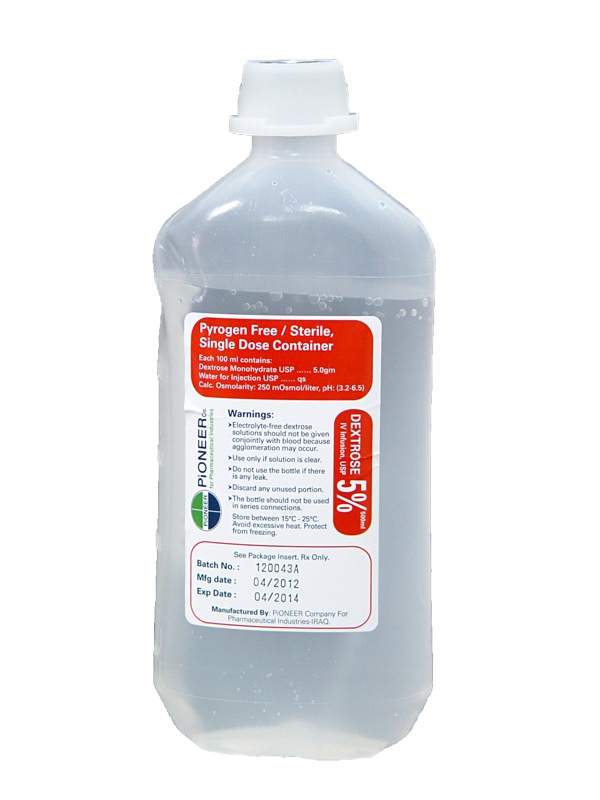 Pyrogen Free / Sterile,
Single Dose Container
Each 100 ml contains:
Dextrose Monohydrate USP ...... 5.0gm
Water for Injection USP ...... qs
Calc. Osmolarity: 250 mOsmol/liter, pH: (3.2-6.5)
PiONEER Co.
for Pharmaceutical Industries
PiONEER
Warnings:
➤Electrolyte-free dextrose
solutions should not be given
conjointly with blood because
agglomeration may occur.
➤Use only if solution is clear.
➤Do not use the bottle if there
is any leak.
➤Discard any unused portion.
➤The bottle should not be used
in series connections.
Store between 15°C - 25°C.
Avoid excessive heat. Protect
from freezing.
DEXTROSE 5%
IV Infusion, USP
500ml
See Package Insert. Rx Only.
Batch No. : 120043A
Mfg date : 04/2012
Exp Date : 04/2014
Manufactured By: PiONEER Company For
Pharmaceutical Industries-IRAQ.